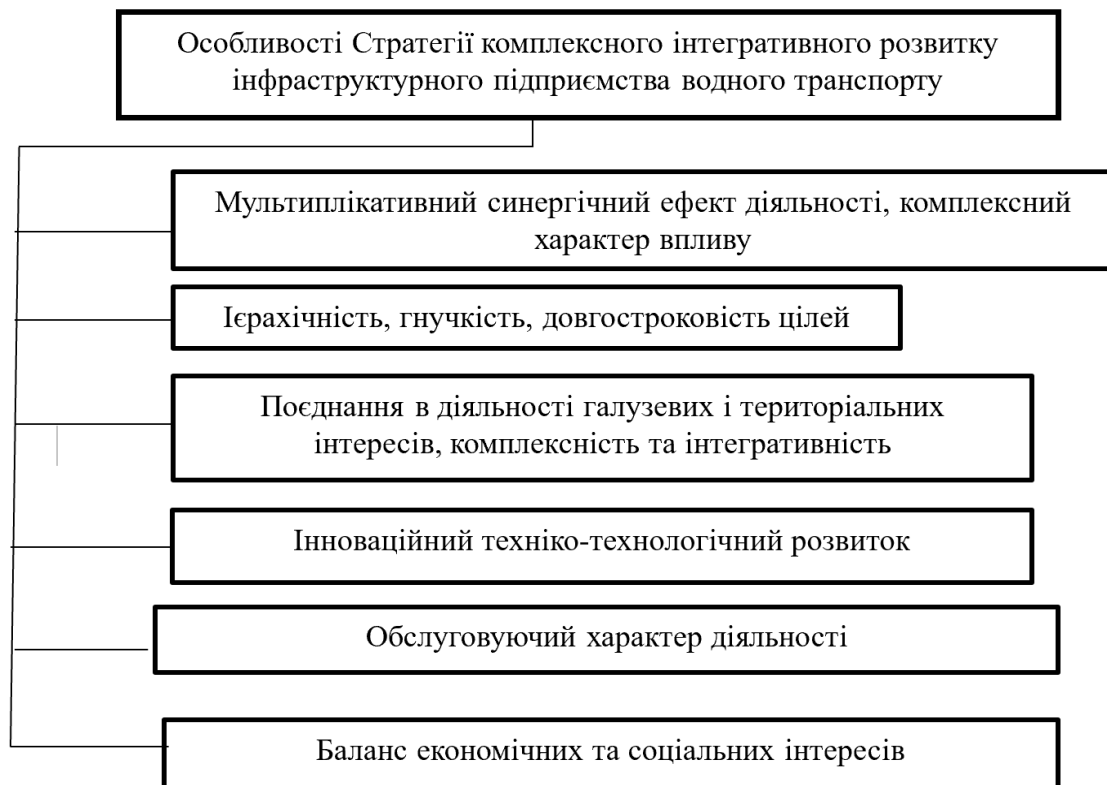 Особливості Стратегії комплексного інтегративного розвитку
інфраструктурного підприємства водного транспорту
Мультиплікативний синергічний ефект діяльності, комплексний
характер впливу
Ієрахічність, гнучкість, довгостроковість цілей
Поєднання в діяльності галузевих і територіальних
інтересів, комплексність та інтегративність
Інноваційний техніко-технологічний розвиток
Обслуговуючий характер діяльності
Баланс економічних та соціальних інтересів